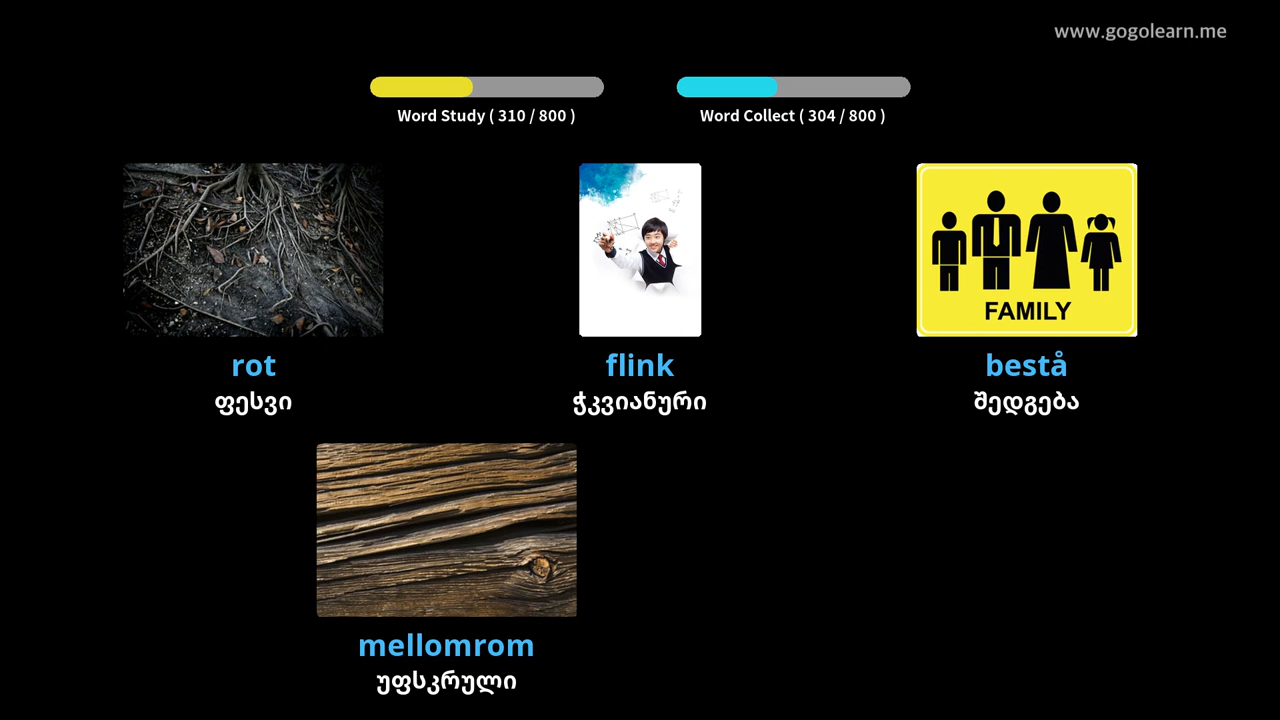 www.gogolearn.me
Word Study ( 310 / 800 )
Word Collect ( 304 / 800 )
FAMILY
rot
ფესვი
flink
ჭკვიანური
bestå
შედგება
mellomrom
უფსკრული